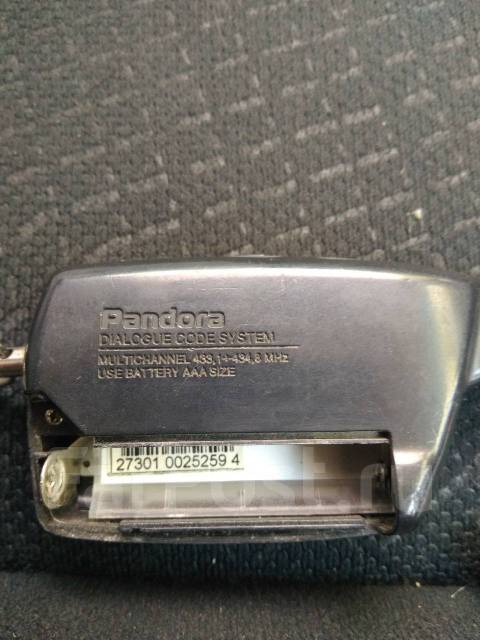 Pandora
DIALOGUE CODE SYSTEM
MULTICHANNEL 433,14-434,8 MHz
USE BATTERY AAA SIZE
27301 0025259 4